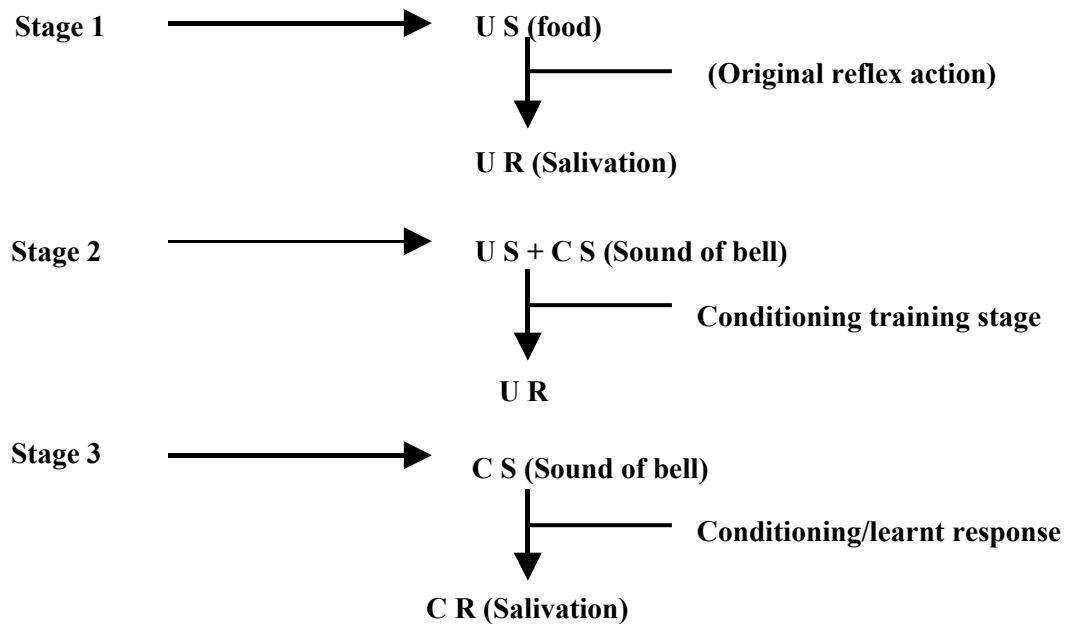 Stage 1
U S (food)
(Original reflex action)
U R (Salivation)
Stage 2
U S + C S (Sound of bell)
Conditioning training stage
U R
Stage 3
C S (Sound of bell)
Conditioning/learnt response
C R (Salivation)